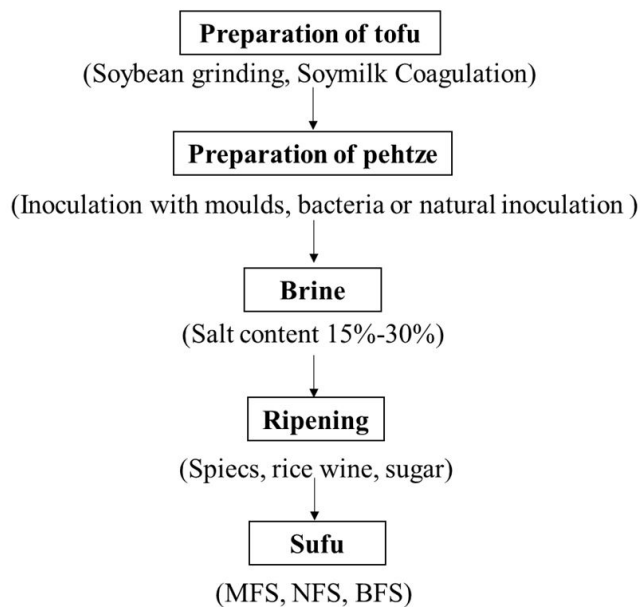 Preparation of tofu
(Soybean grinding, Soymilk Coagulation)
Preparation of pehtze
(Inoculation with moulds, bacteria or natural inoculation )
Brine
(Salt content 15%-30%)
Ripening
(Spiecs, rice wine, sugar)
Sufu
(MFS, NFS, BFS)